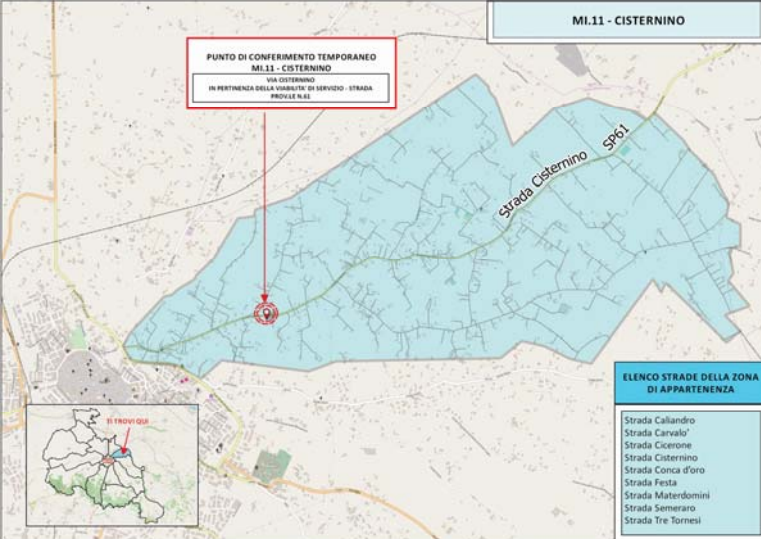 MI.11 - CISTERNINO
PUNTO DI CONFERIMENTO TEMPORANEO
MI.11 - CISTERNINO
VIA CISTERNINO
IN PERTINENZA DELLA VIABILITA' DI SERVIZIO - STRADA
PROV.LE N.61
Strada Cisternino
SP61
ELENCO STRADE DELLA ZONA
DI APPARTENENZA
Strada Caliandro
Strada Carvalo'
Strada Cicerone
Strada Cisternino
Strada Conca d'oro
Strada Festa
Strada Materdomini
Strada Semeraro
Strada Tre Tornesi
TI TROVI QUI